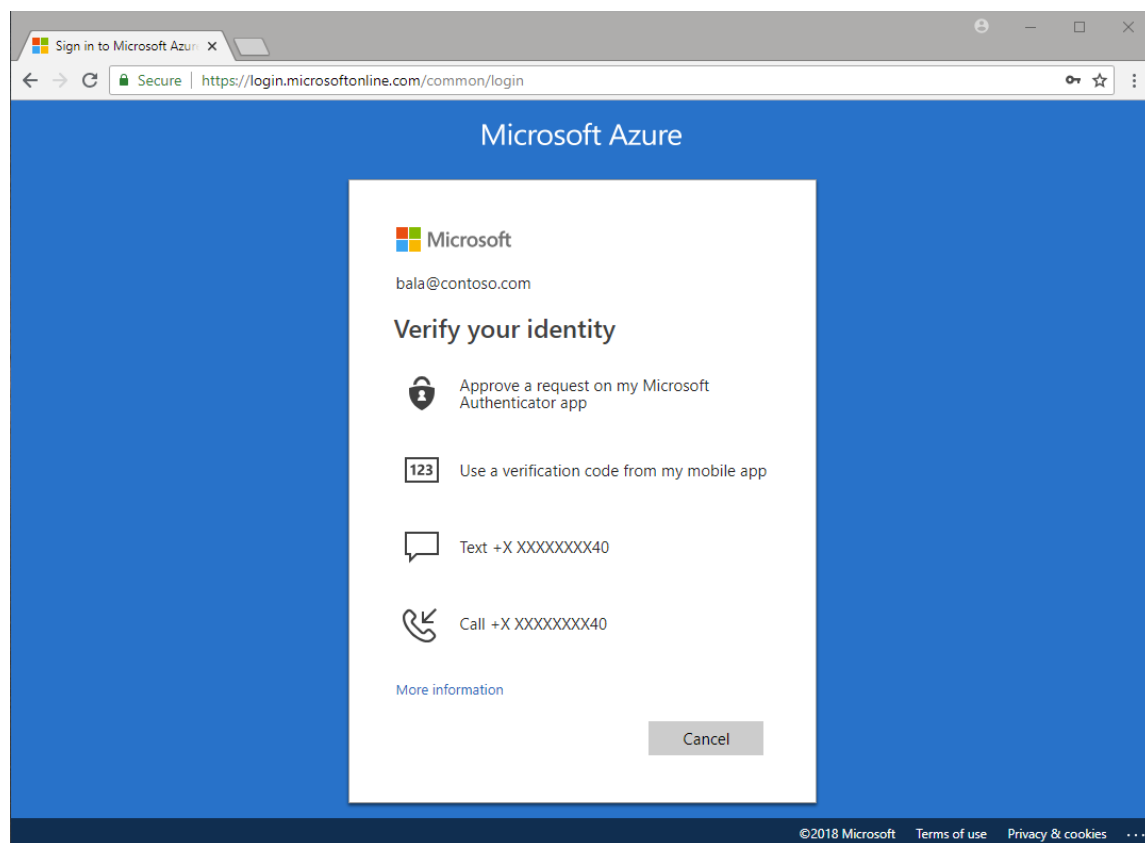 Sign in to Microsoft Azur
Secure | https://login.microsoftonline.com/common/login
Microsoft Azure
Microsoft
bala@contoso.com
Verify your identity
Approve a request on my Microsoft
Authenticator app
123 Use a verification code from my mobile app
Text +X XXXXXXXX40
Call +X XXXXXXXX40
More information
Cancel
©2018 Microsoft Terms of use Privacy & cookies ...